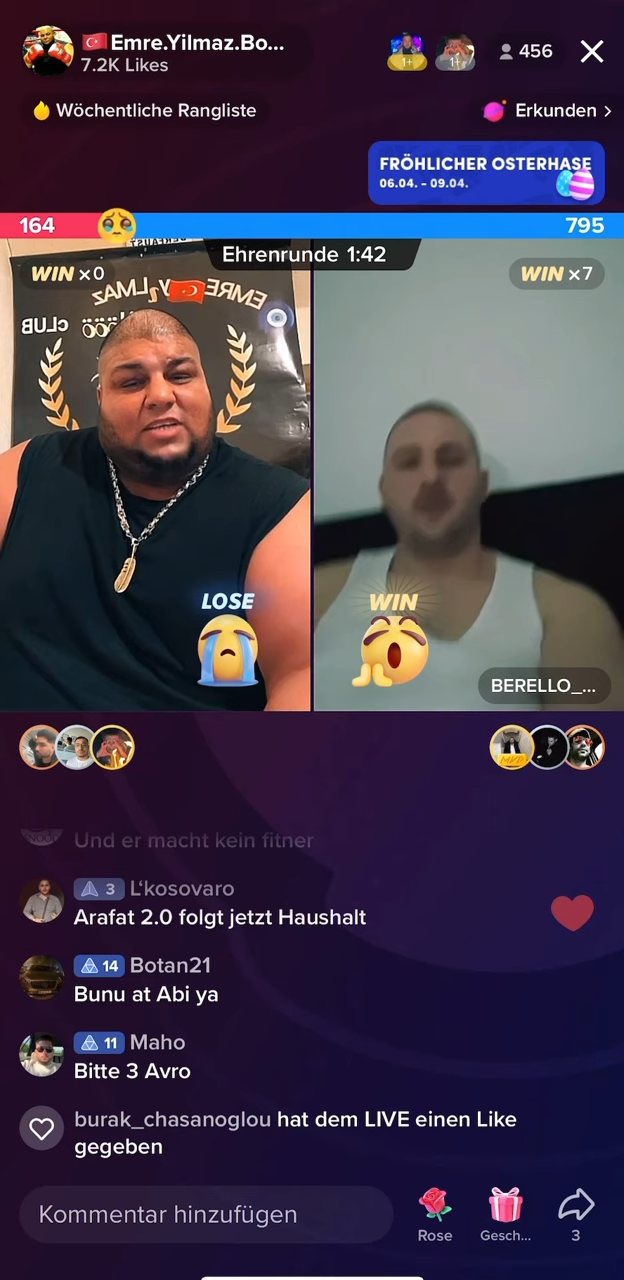 🇹🇷Emre.Yilmaz.Bo...
7.2K Likes
1+
1+
456
Wöchentliche Rangliste
Erkunden >
FRÖHLICHER OSTERHASE
06.04. - 09.04.
164
795
Ehrenrunde 1:42
WIN x0
WIN x7
EMRE YILMAZ
CLUB
LOSE
WIN
BERELLO_...
MVP
Und er macht kein fitner
3 L‘kosovaro
Arafat 2.0 folgt jetzt Haushalt
14 Botan21
Bunu at Abi ya
11 Maho
Bitte 3 Avro
burak_chasanoglou hat dem LIVE einen Like
gegeben
Kommentar hinzufügen
Rose
Gesch...
3